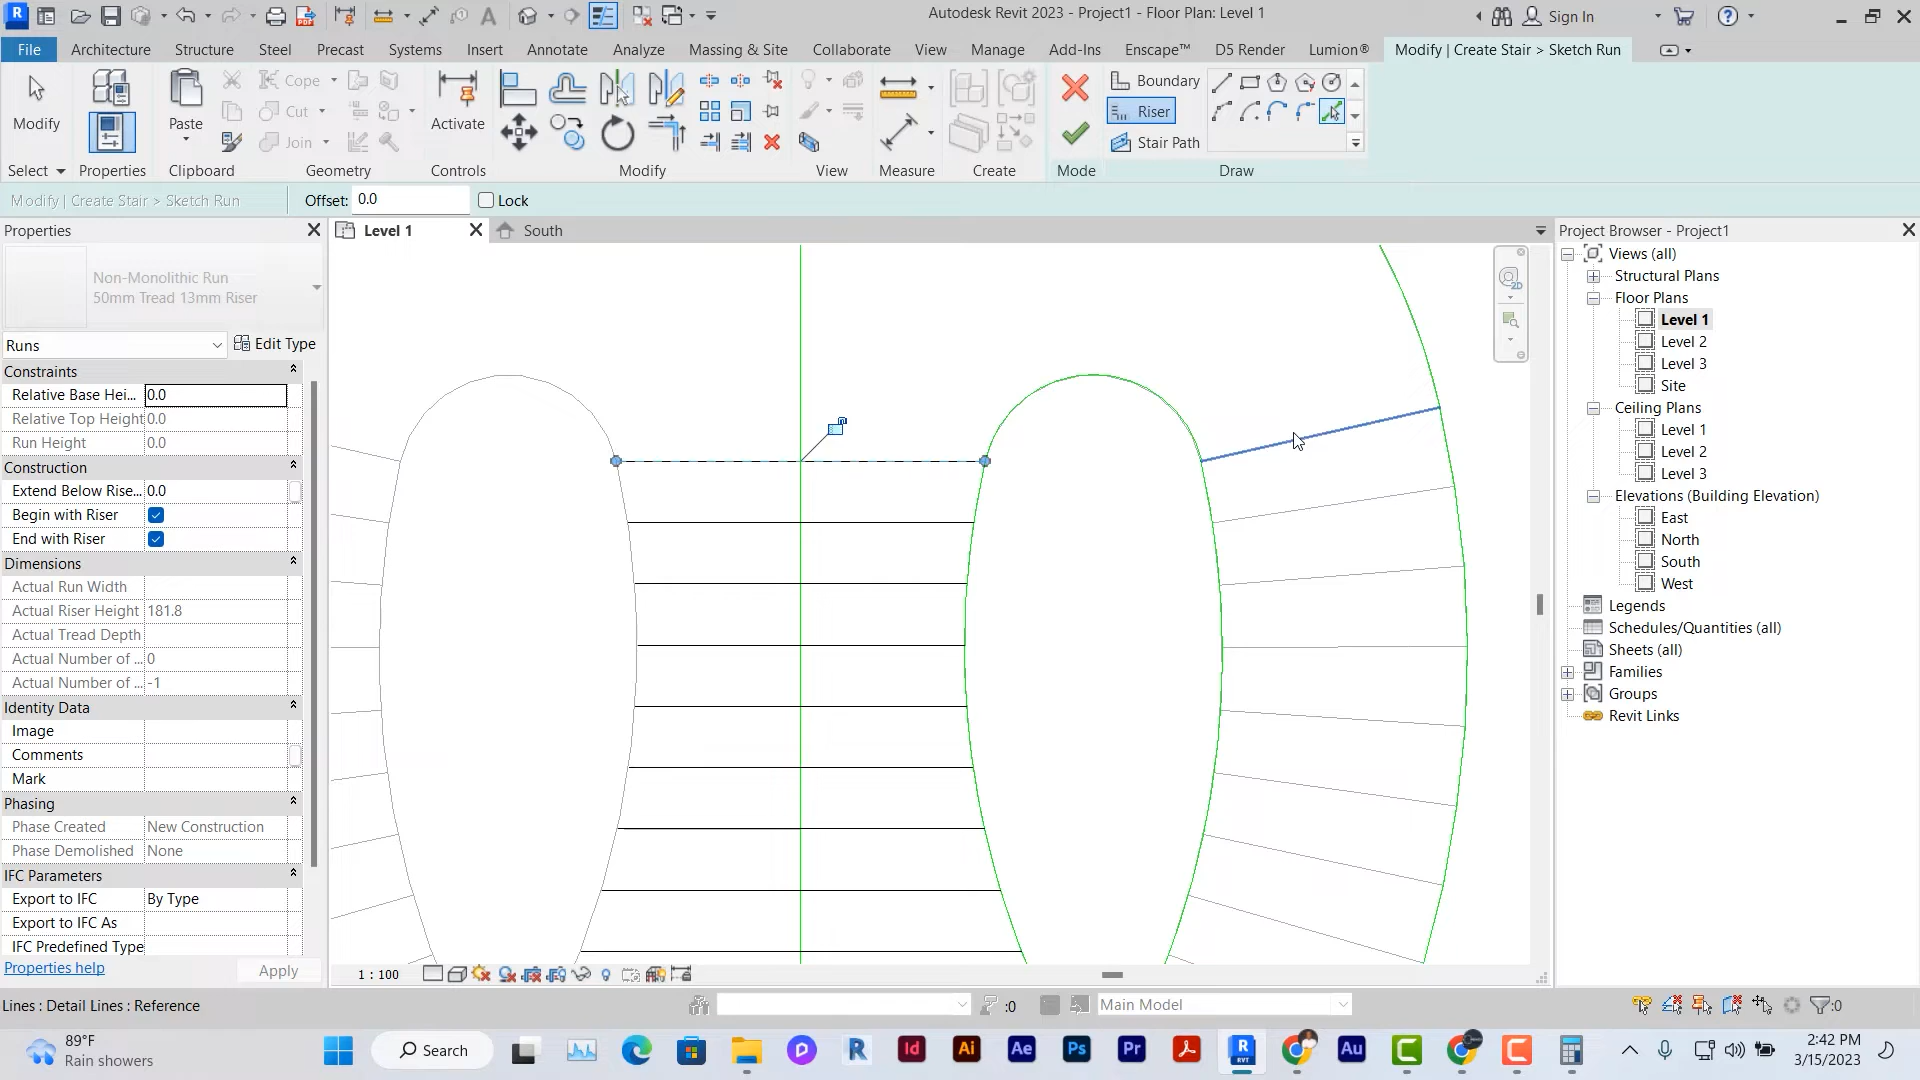 Autodesk Revit 2023 - Project1 - Floor Plan: Level 1
Sign In
File
Architecture
Structure
Steel
Precast
Systems
Insert
Annotate
Analyze
Massing & Site
Collaborate
View
Manage
Add-Ins
Enscape™
D5 Render
Lumion®
Modify | Create Stair > Sketch Run
Modify
Paste
Cope
Cut
Join
Activate
Boundary
Riser
Stair Path
Select
Properties
Clipboard
Geometry
Controls
Modify
View
Measure
Create
Mode
Draw
Modify | Create Stair > Sketch Run
Offset: 0.0
Lock
Properties
Level 1
South
Project Browser - Project1
Non-Monolithic Run
50mm Tread 13mm Riser
Runs
Edit Type
Constraints
Relative Base Hei... 0.0
Relative Top Height 0.0
Run Height 0.0
Construction
Extend Below Rise... 0.0
Begin with Riser
End with Riser
Dimensions
Actual Run Width
Actual Riser Height 181.8
Actual Tread Depth
Actual Number of ... 0
Actual Number of ... -1
Identity Data
Image
Comments
Mark
Phasing
Phase Created New Construction
Phase Demolished None
IFC Parameters
Export to IFC By Type
Export to IFC As
IFC Predefined Type
Properties help
Apply
2D
Views (all)
Structural Plans
Floor Plans
Level 1
Level 2
Level 3
Site
Ceiling Plans
Level 1
Level 2
Level 3
Elevations (Building Elevation)
East
North
South
West
Legends
Schedules/Quantities (all)
Sheets (all)
Families
Groups
Revit Links
1 : 100
Lines : Detail Lines : Reference
:0
Main Model
:0
89°F
Rain showers
Search
2:42 PM
3/15/2023